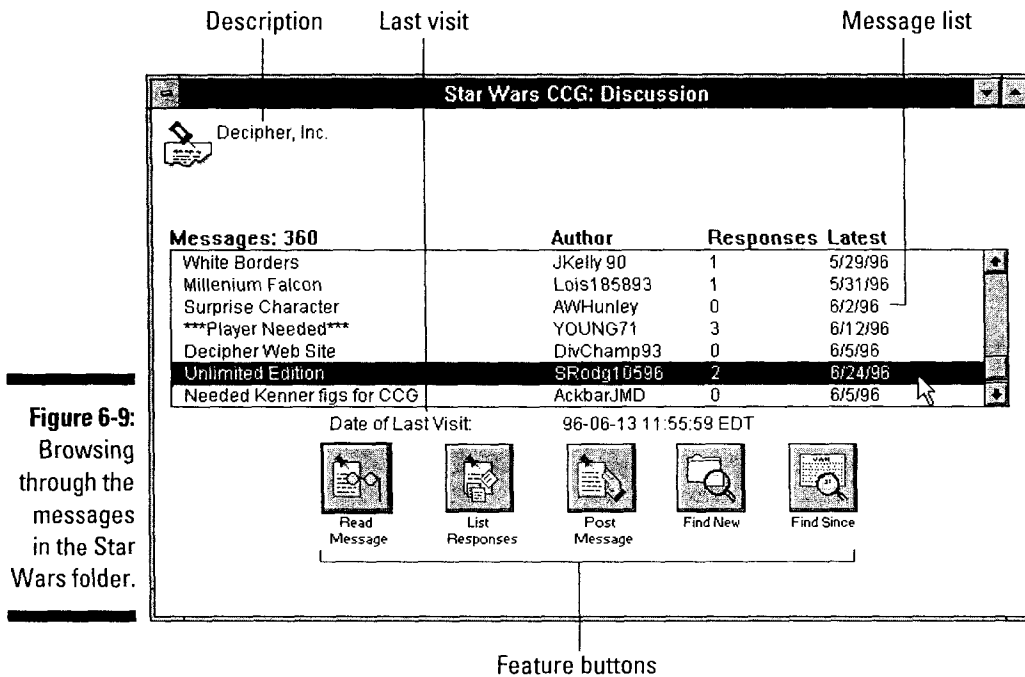 Description Last visit Message list
Star Wars CCG: Discussion
Decipher, Inc.
Messages: 360 Author Responses Latest
White Borders JKelly 90 1 5/29/96
Millenium Falcon Lois185893 1 5/31/96
Surprise Character AWHunley 0 6/2/96
***Player Needed*** YOUNG71 3 6/12/96
Decipher Web Site DivChamp93 0 6/5/96
Unlimited Edition SRodg10596 2 6/24/96
Needed Kenner figs for CCG AckbarJMD 0 6/5/96
Date of Last Visit: 96-06-13 11:55:59 EDT
Read Message
List Responses
Post Message
Find New
Find Since
Feature buttons
Figure 6-9:
Browsing
through the
messages
in the Star
Wars folder.